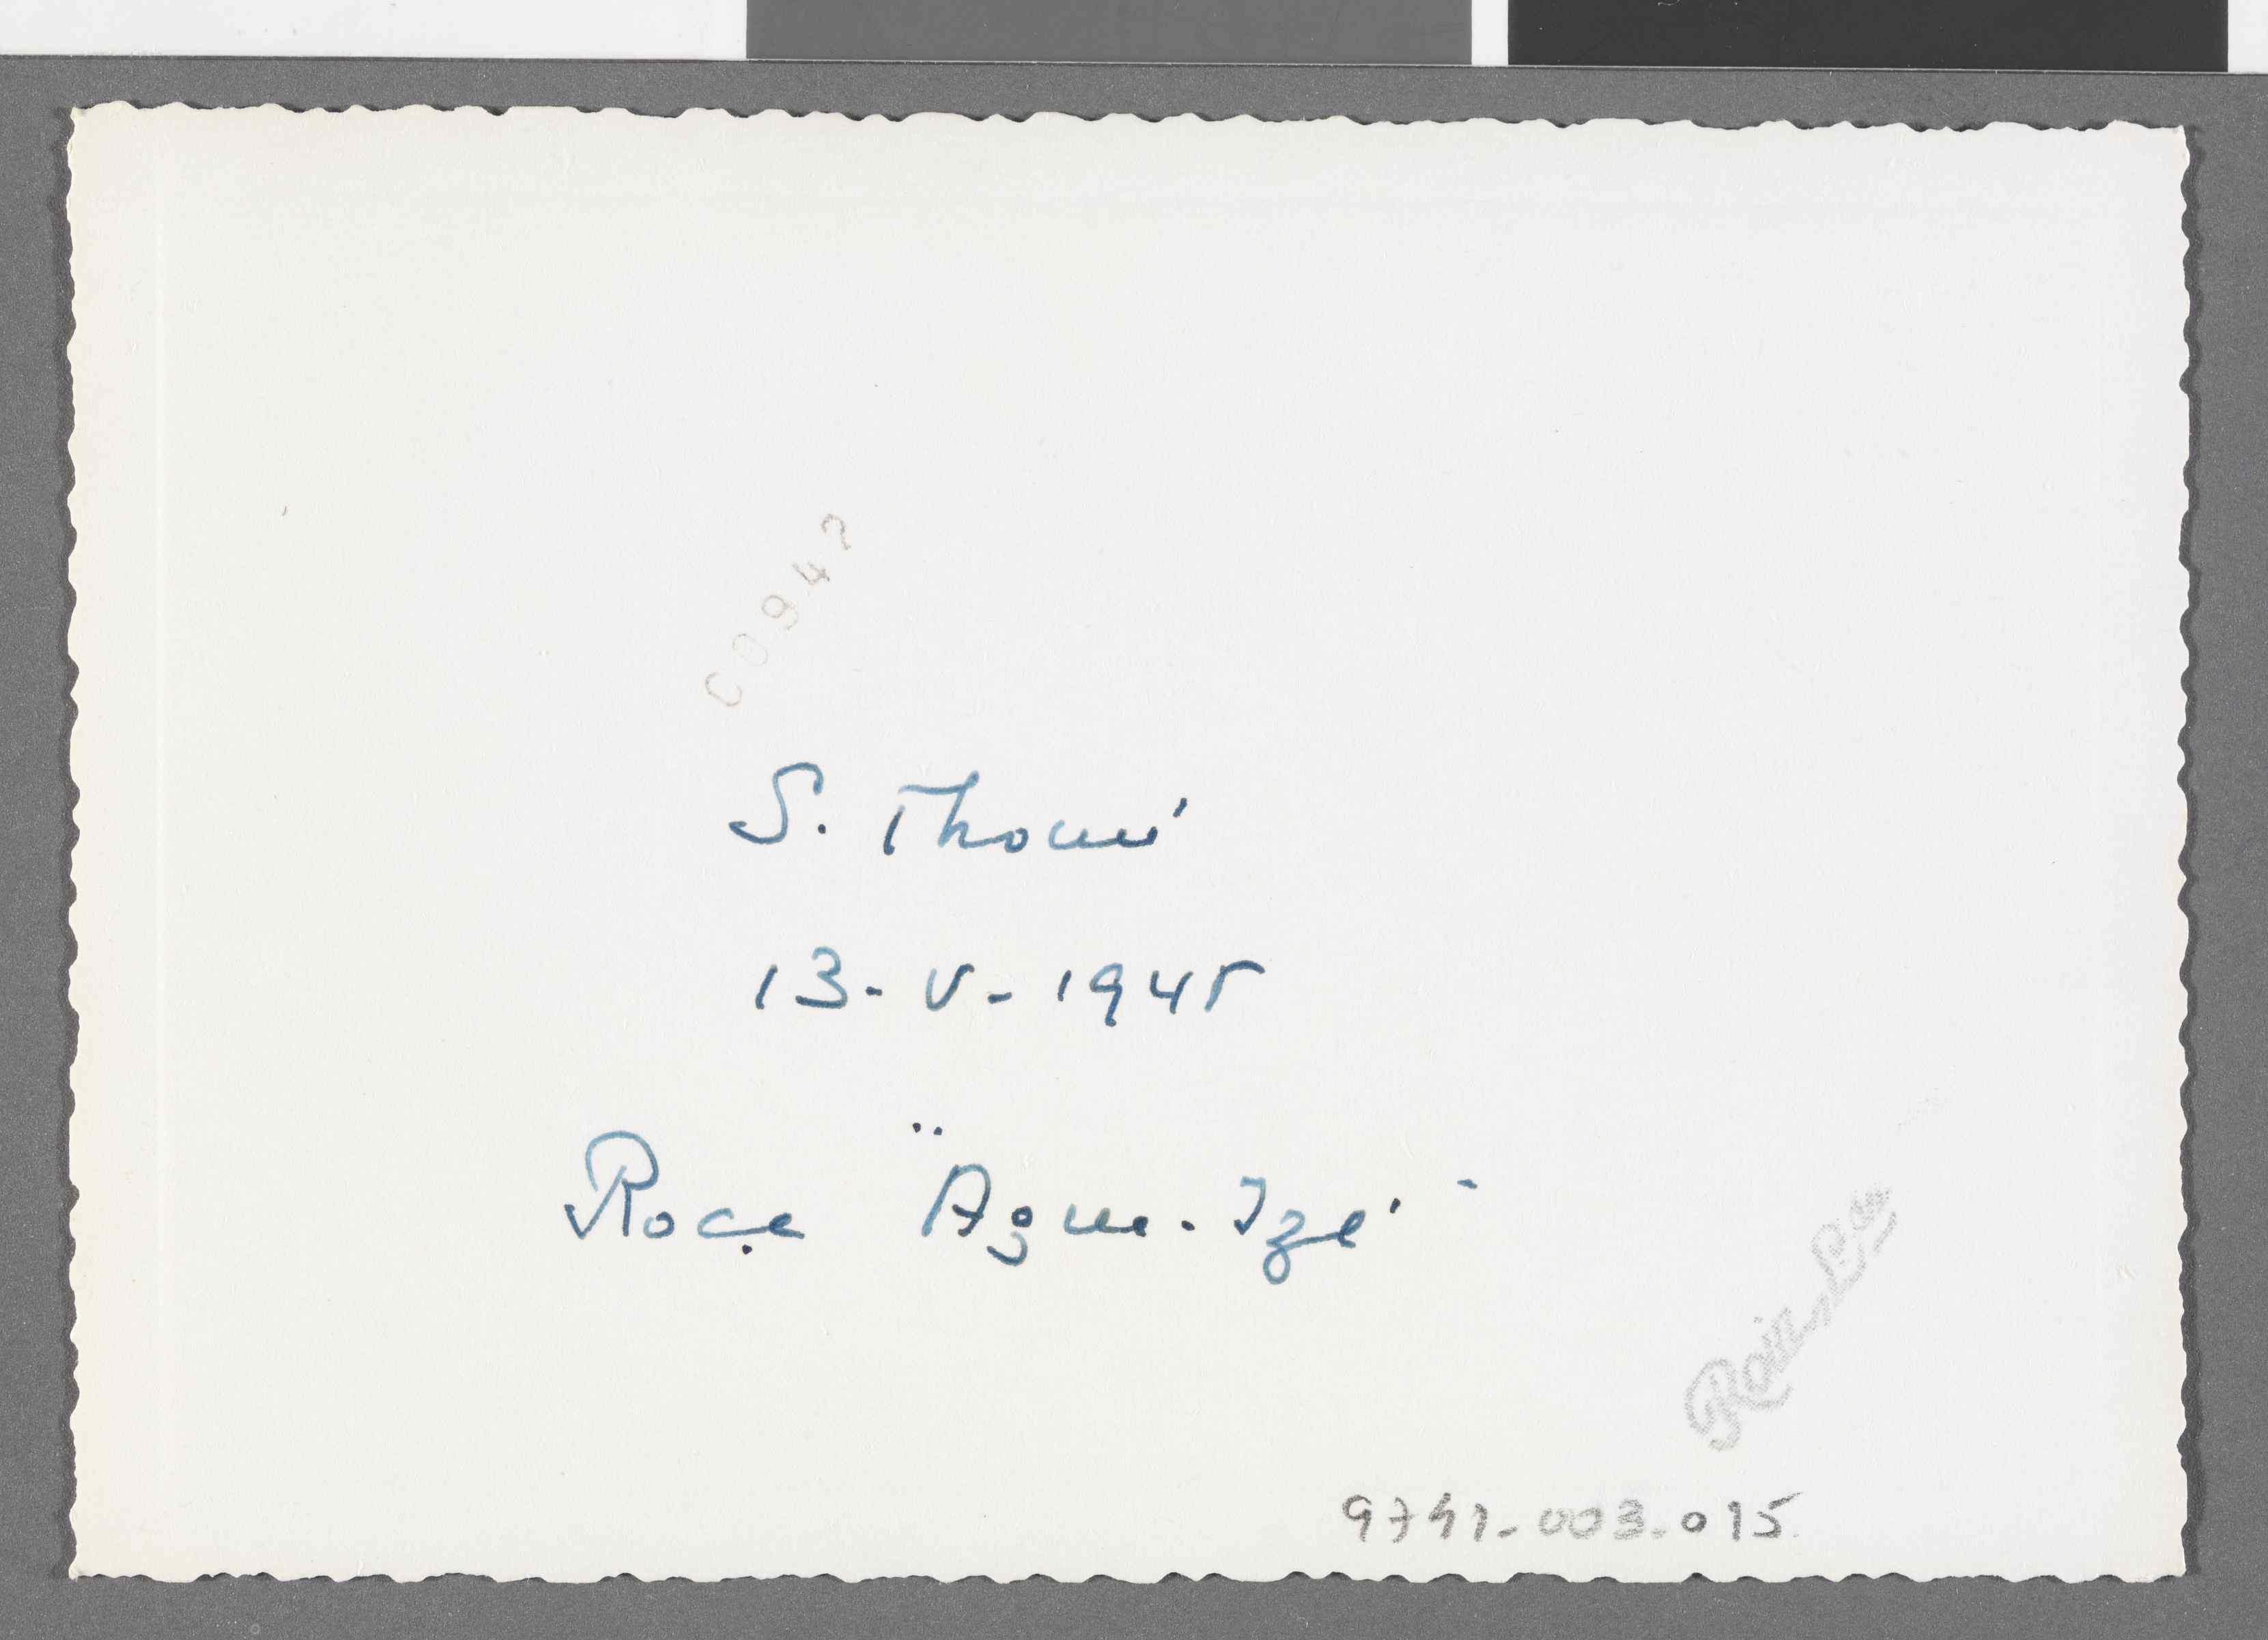 C0942
S. Thomé
13-V-1945
Roça "Agua-Izé"
9741-003.015